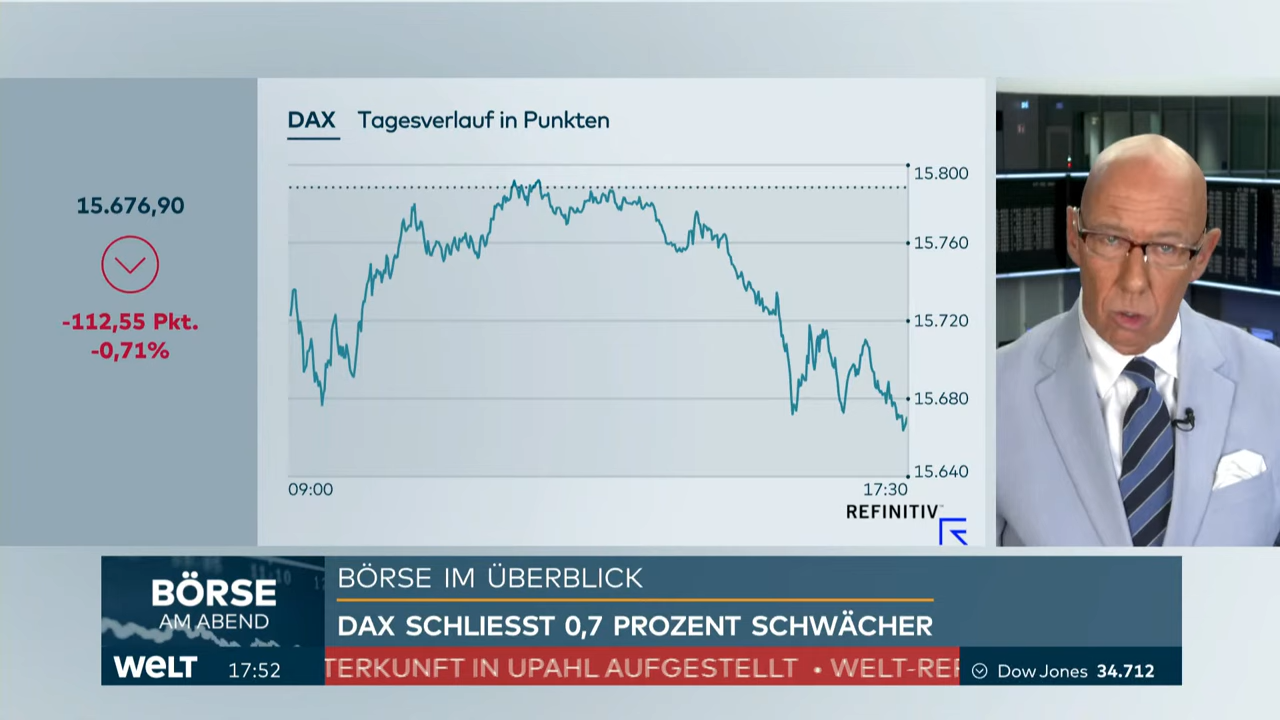 DAX Tagesverlauf in Punkten
15.676,90
-112,55 Pkt.
-0,71%
15.800
15.760
15.720
15.680
15.640
09:00
17:30
REFINITIV
BÖRSE
AM ABEND
BÖRSE IM ÜBERBLICK
DAX SCHLIESST 0,7 PROZENT SCHWÄCHER
welt 17:52
TERKUNFT IN UPAHL AUFGESTELLT • WELT-REF
Dow Jones 34.712